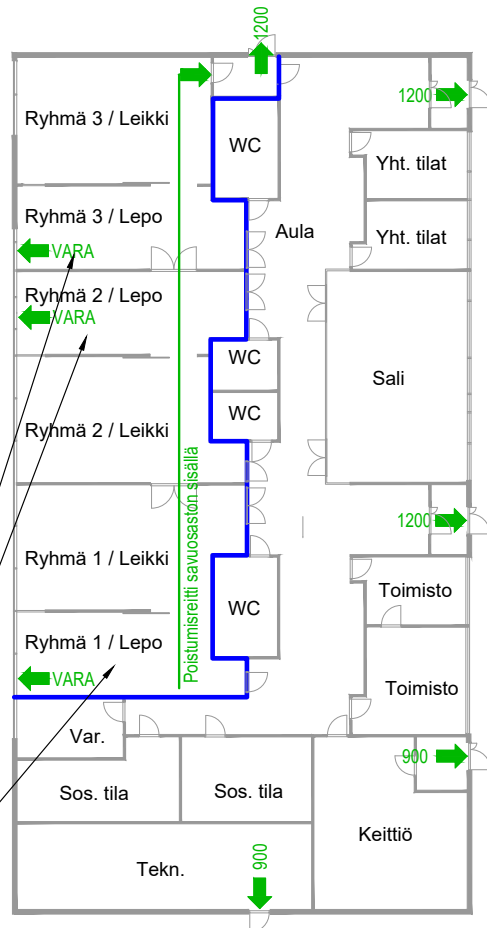 1200
Ryhmä 3 / Leikki
WC
1200
Yht. tilat
Ryhmä 3 / Lepo
Aula
Yht. tilat
VARA
Ryhmä 2 / Lepo
VARA
WC
Sali
WC
Ryhmä 2 / Leikki
Poistumisreitti savuosaston sisällä
1200
Ryhmä 1 / Leikki
Toimisto
WC
Ryhmä 1 / Lepo
VARA
Toimisto
Var.
900
Sos. tila
Sos. tila
Keittiö
Tekn.
900